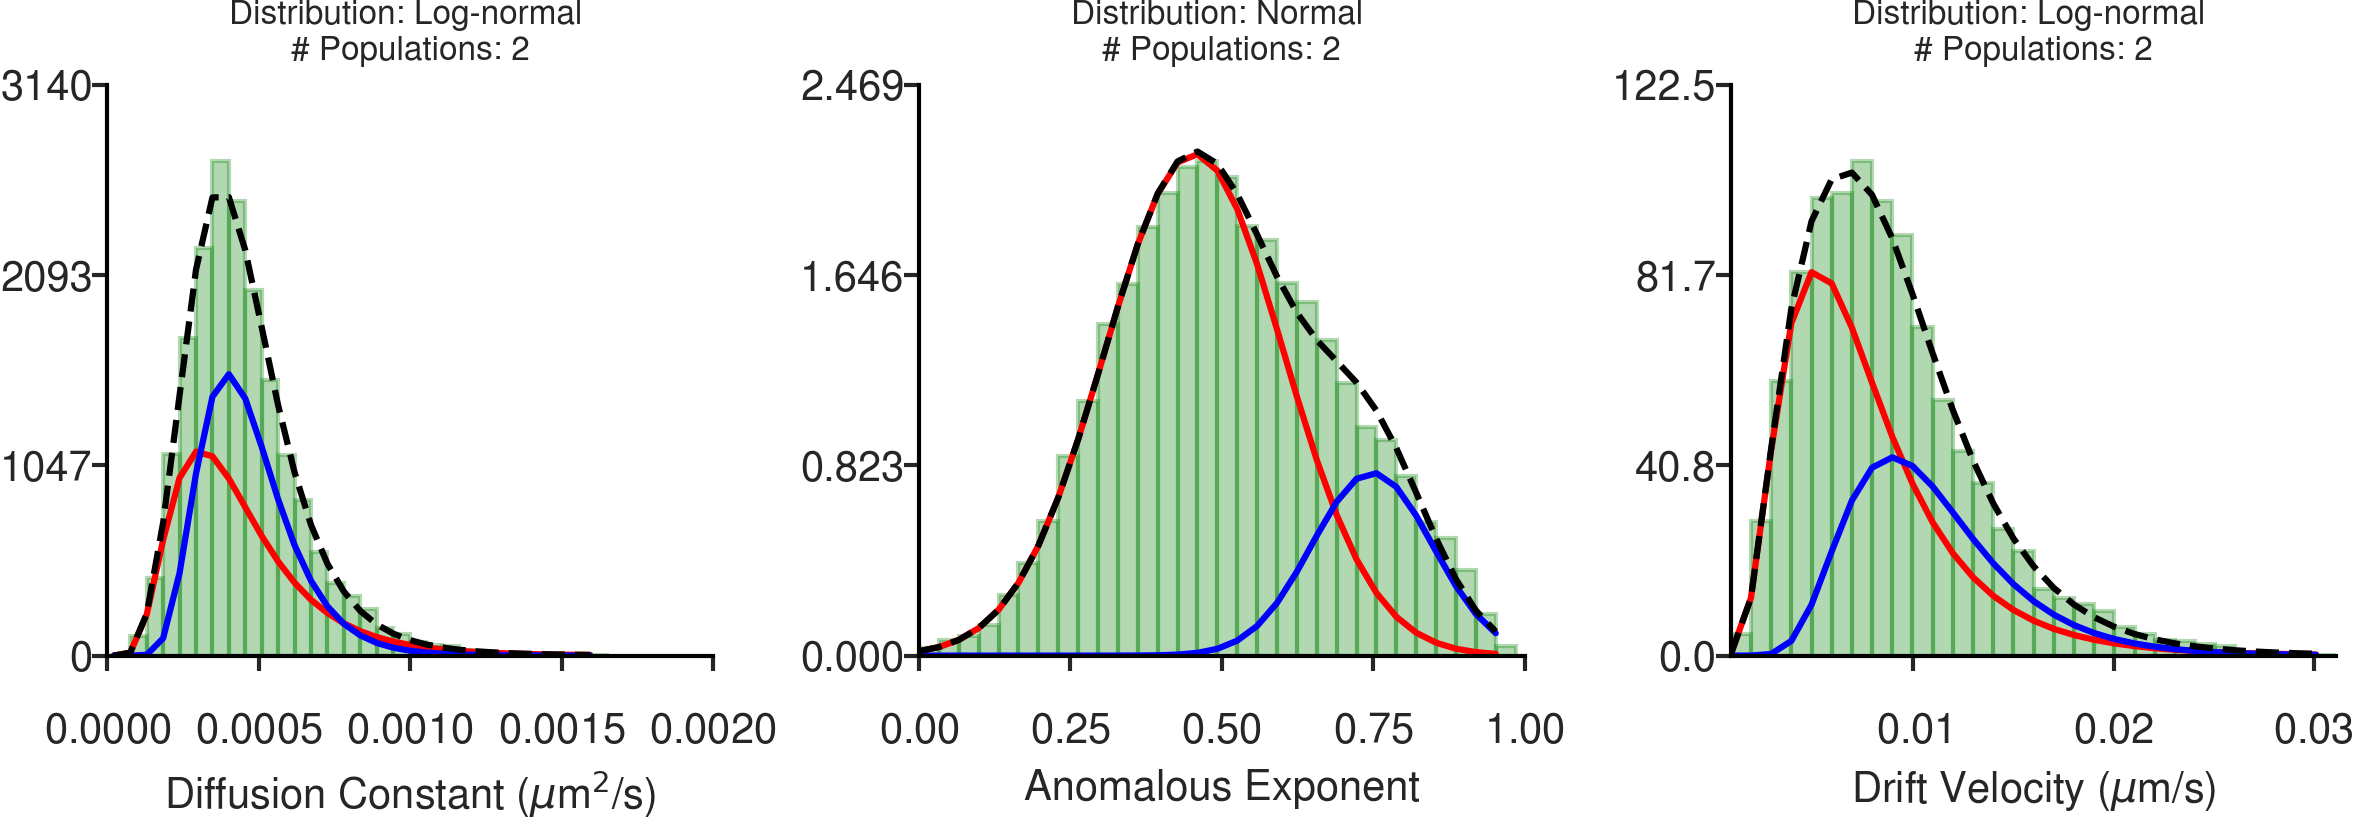 Distribution: Log-normal
# Populations: 2
3140
2093
1047
0
0.0000 0.0005 0.0010 0.0015 0.0020
Diffusion Constant (μm²/s)
Distribution: Normal
# Populations: 2
2.469
1.646
0.823
0.000
0.00 0.25 0.50 0.75 1.00
Anomalous Exponent
Distribution: Log-normal
# Populations: 2
122.5
81.7
40.8
0.0
0.01 0.02 0.03
Drift Velocity (μm/s)